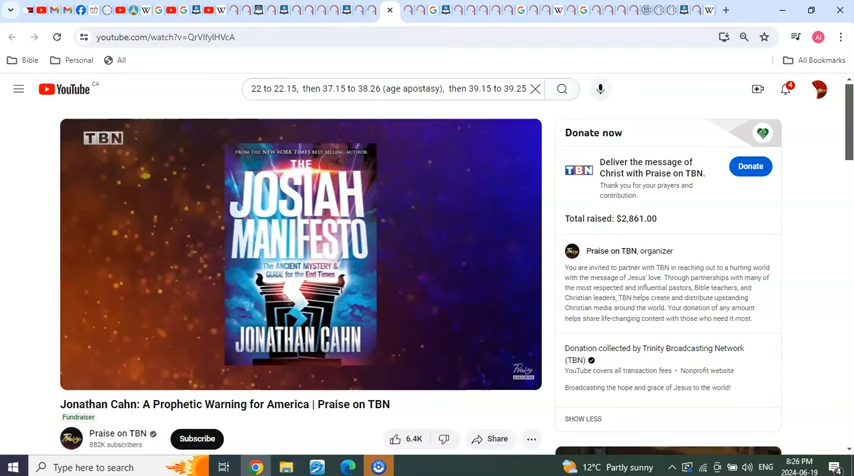 youtube.com/watch?v=QrVlfyIHVcA
Bible
Personal
All
All Bookmarks
YouTube CA
22 to 22.15, then 37.15 to 38.26 (age apostasy), then 39.15 to 39.25
4
TBN
FROM THE NEW YORK TIMES BEST-SELLING AUTHOR
THE
JOSIAH
MANIFESTO
The ANCIENT MYSTERY &
GUIDE for the END TIMES
JONATHAN CAHN
Praise
Donate now
TBN
Deliver the message of
Christ with Praise on TBN.
Thank you for your prayers and
contribution.
Donate
Total raised: $2,861.00
Praise on TBN, organizer
You are invited to partner with TBN in reaching out to a hurting world
with the message of Jesus' love. Through partnerships with many of
the most respected and influential pastors, Bible teachers, and
Christian leaders, TBN helps create and distribute upstanding
Christian media around the world. Your donation of any amount
helps share life-changing content with those who need it most.
Donation collected by Trinity Broadcasting Network
(TBN)
YouTube covers all transaction fees • Nonprofit website
Broadcasting the hope and grace of Jesus to the world!
SHOW LESS
Jonathan Cahn: A Prophetic Warning for America | Praise on TBN
Fundraiser
Praise on TBN
882K subscribers
Subscribe
6.4K
Share
Type here to search
12°C Partly sunny
ENG
8:26 PM
2024-06-19